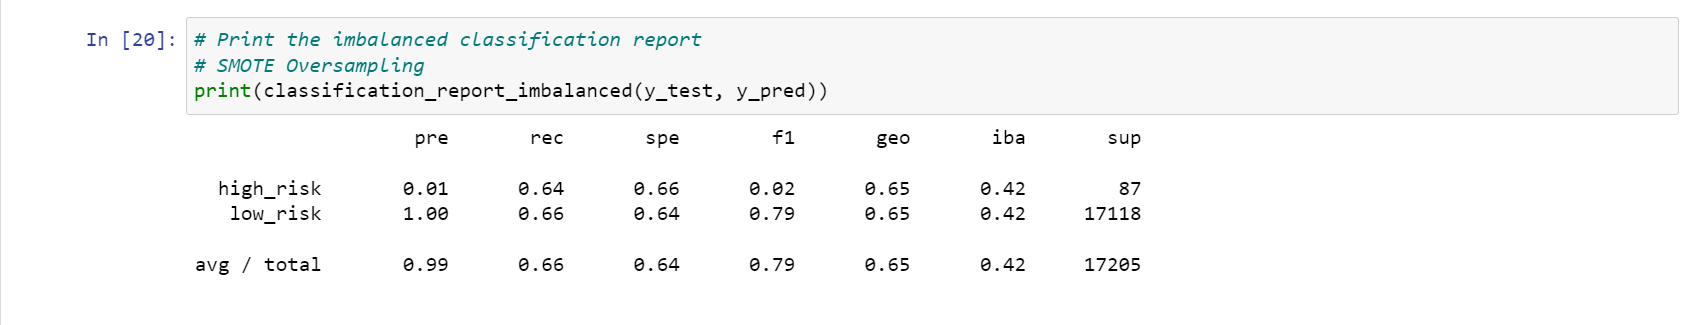 In [20]: # Print the imbalanced classification report
# SMOTE Oversampling
print(classification_report_imbalanced(y_test, y_pred))
pre rec spe f1 geo iba sup
high_risk 0.01 0.64 0.66 0.02 0.65 0.42 87
low_risk 1.00 0.66 0.64 0.79 0.65 0.42 17118
avg / total 0.99 0.66 0.64 0.79 0.65 0.42 17205